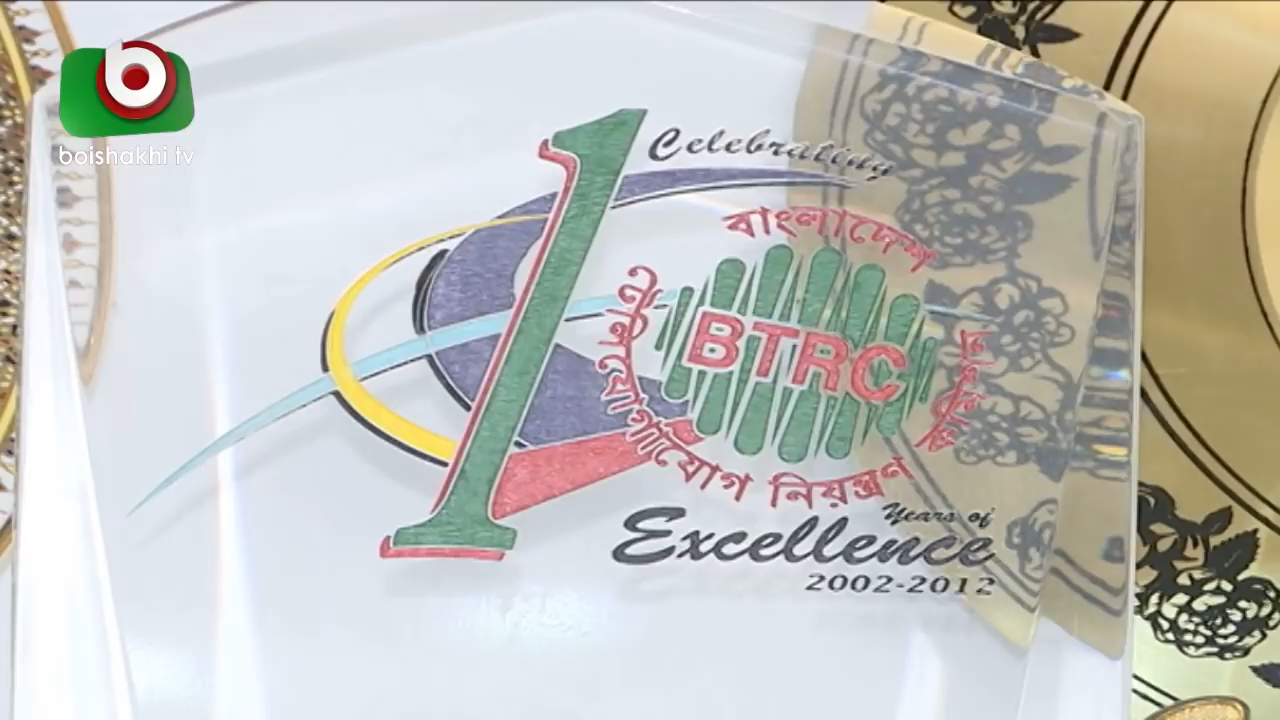 boishakhi tv
1
Celebrating
বাংলাদেশ
টেলিযোগাযোগ নিয়ন্ত্রণ
কমিশন
BTRC
Years of
Excellence
2002-2012